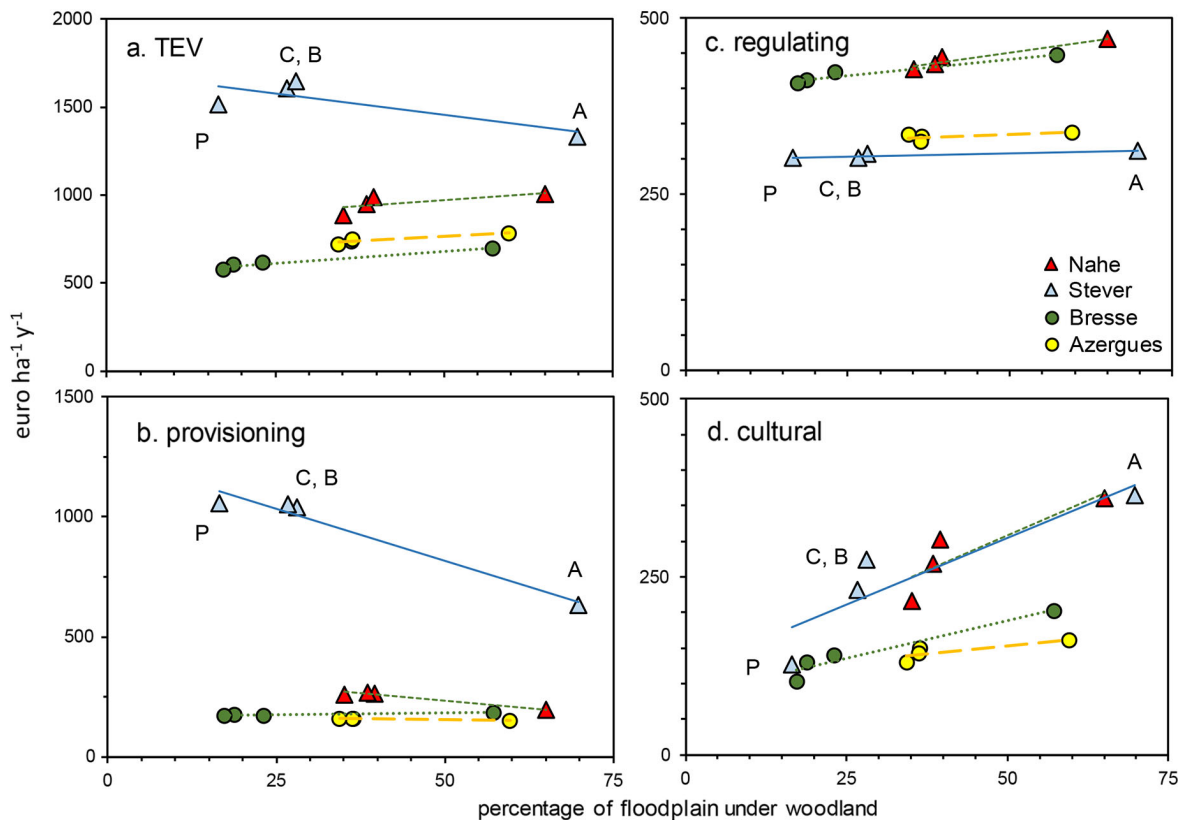 2000
a. TEV
C, B
1500
P
A
1000
500
0
500
c. regulating
250
P
C, B
A
Nahe
Stever
Bresse
Azergues
0
euro ha⁻¹ y⁻¹
1500
b. provisioning
C, B
1000
P
A
500
0
0
25
50
75
500
d. cultural
A
C, B
250
P
0
0
25
50
75
percentage of floodplain under woodland